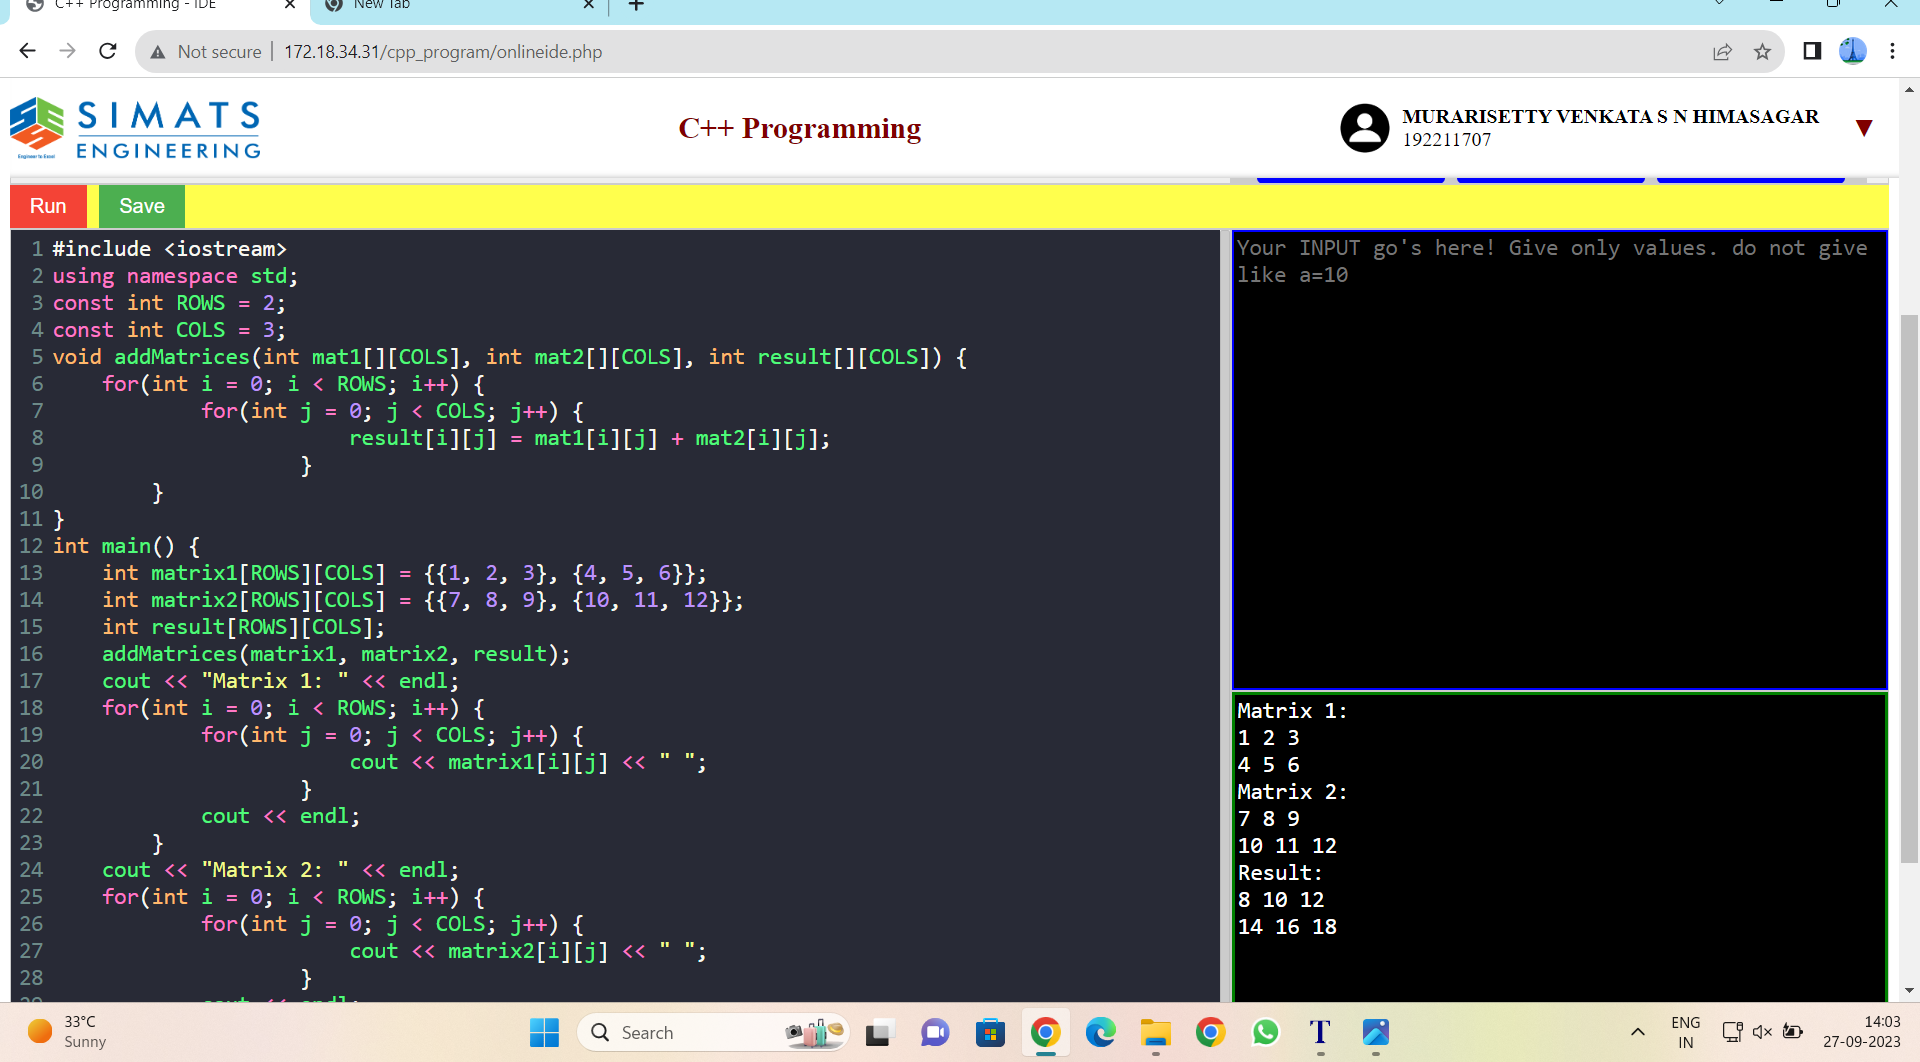 C++ Programming - IDE
New Tab
Not secure
172.18.34.31/cpp_program/onlineide.php
SIMATS
ENGINEERING
Engineer to Excel
C++ Programming
MURARISETTY VENKATA S N HIMASAGAR
192211707
Run
Save
1 #include <iostream>
2 using namespace std;
3 const int ROWS = 2;
4 const int COLS = 3;
5 void addMatrices(int mat1[][COLS], int mat2[][COLS], int result[][COLS]) {
6     for(int i = 0; i < ROWS; i++) {
7             for(int j = 0; j < COLS; j++) {
8                         result[i][j] = mat1[i][j] + mat2[i][j];
9                     }
10         }
11 }
12 int main() {
13     int matrix1[ROWS][COLS] = {{1, 2, 3}, {4, 5, 6}};
14     int matrix2[ROWS][COLS] = {{7, 8, 9}, {10, 11, 12}};
15     int result[ROWS][COLS];
16     addMatrices(matrix1, matrix2, result);
17     cout << "Matrix 1: " << endl;
18     for(int i = 0; i < ROWS; i++) {
19             for(int j = 0; j < COLS; j++) {
20                         cout << matrix1[i][j] << " ";
21                     }
22             cout << endl;
23         }
24     cout << "Matrix 2: " << endl;
25     for(int i = 0; i < ROWS; i++) {
26             for(int j = 0; j < COLS; j++) {
27                         cout << matrix2[i][j] << " ";
28                     }
29             cout << endl;
Your INPUT go's here! Give only values. do not give
like a=10
Matrix 1:
1 2 3
4 5 6
Matrix 2:
7 8 9
10 11 12
Result:
8 10 12
14 16 18
33°C
Sunny
Search
T
ENG
IN
14:03
27-09-2023